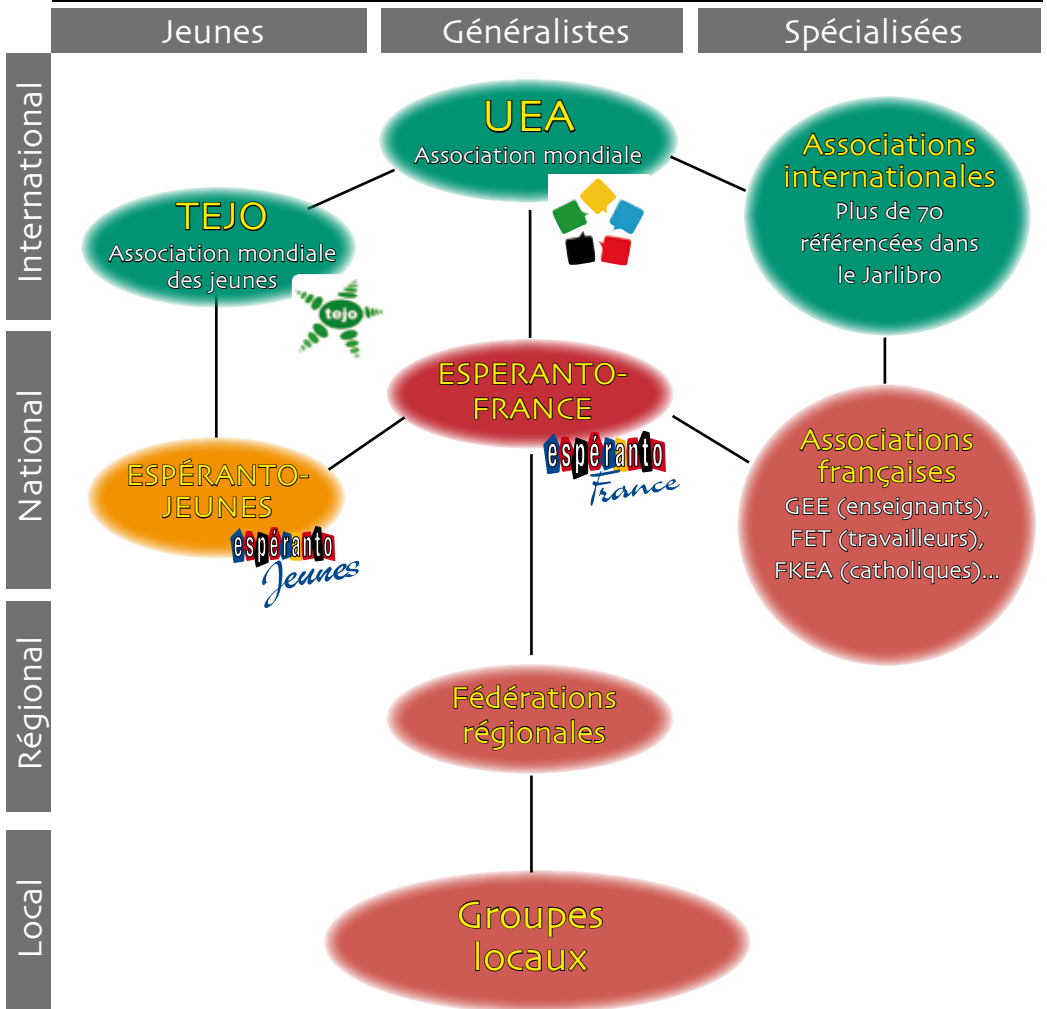 Jeunes
Généralistes
Spécialisées
International
UEA
Association mondiale
TEJO
Association mondiale
des jeunes
tejo
Associations
internationales
Plus de 70
référencées dans
le Jarlibro
National
ESPERANTO-
FRANCE
espéranto
France
ESPÉRANTO-
JEUNES
espéranto
Jeunes
Associations
françaises
GEE (enseignants),
FET (travailleurs),
FKEA (catholiques)...
Régional
Fédérations
régionales
Local
Groupes
locaux